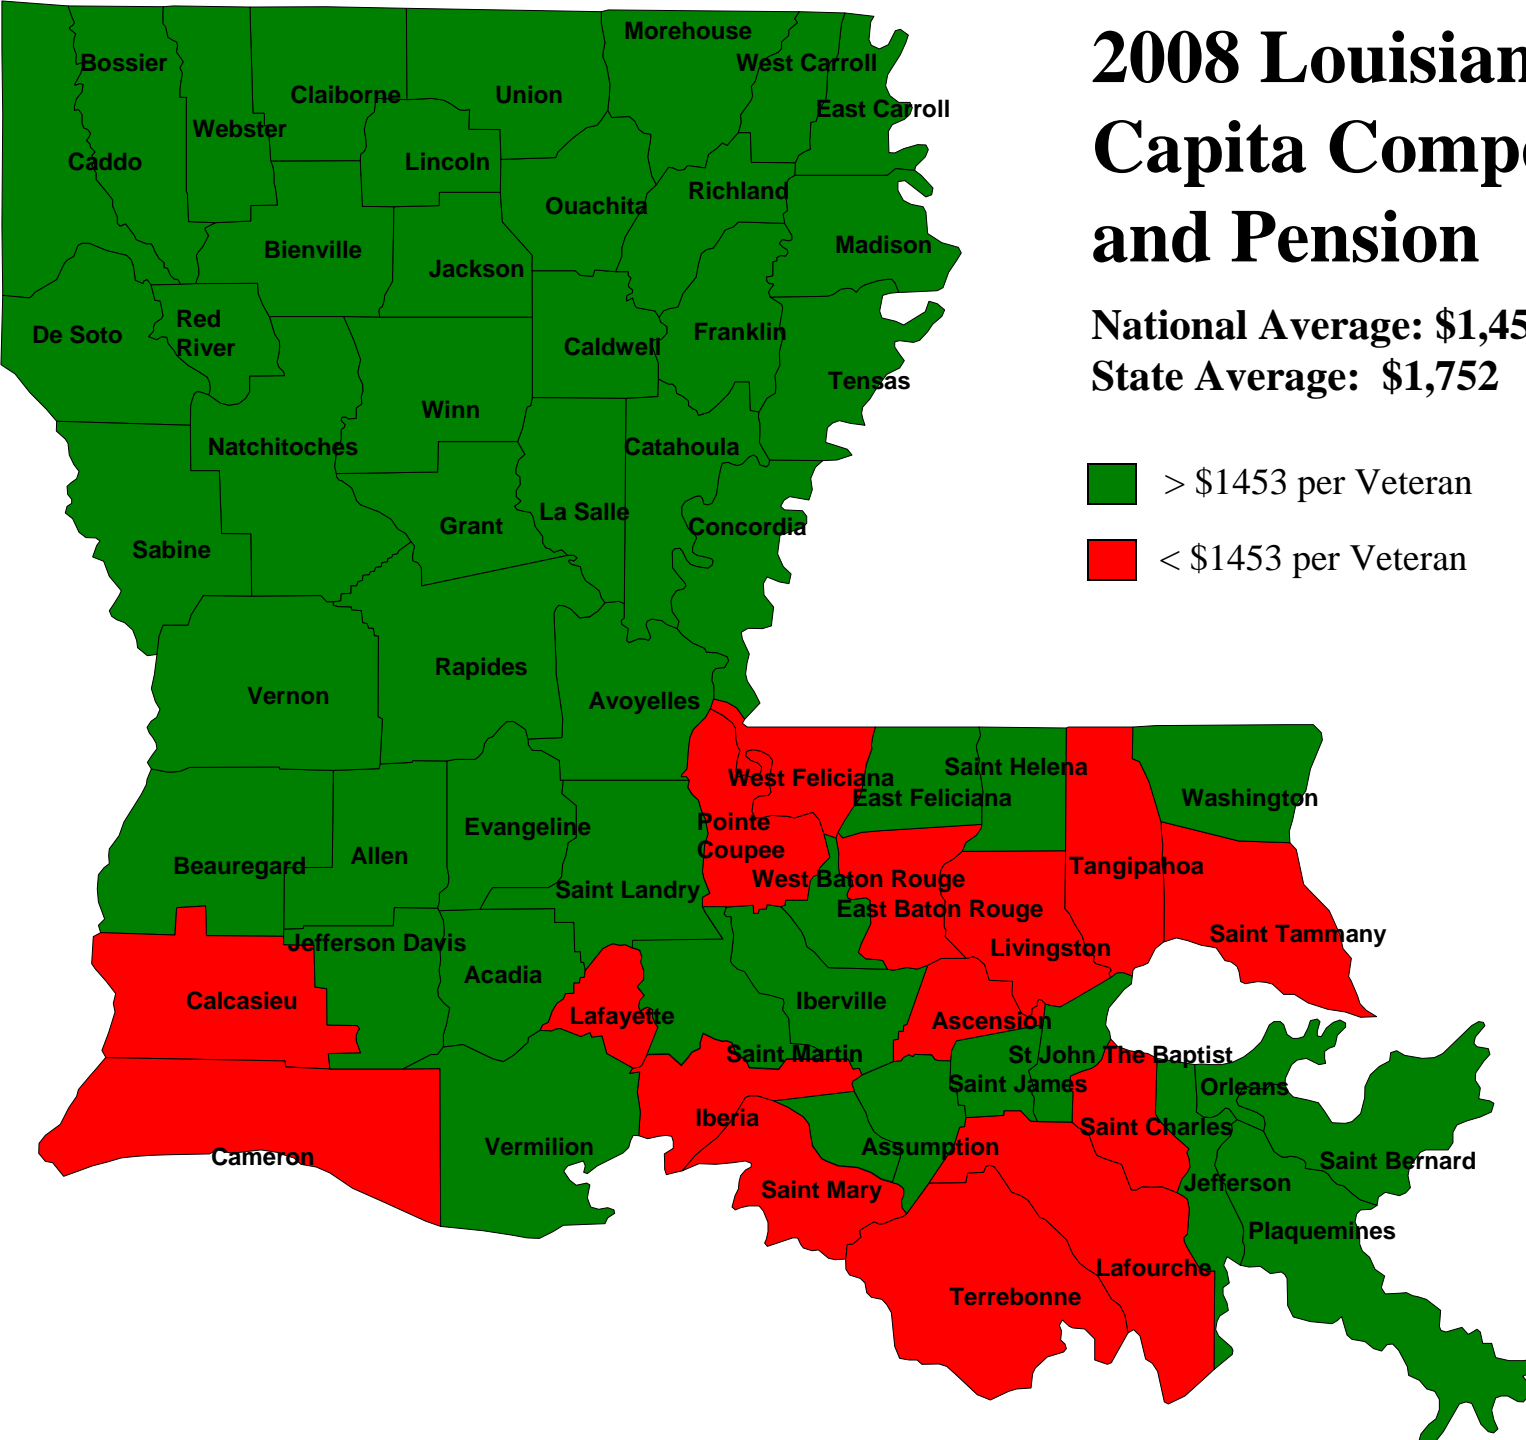 2008 Louisian
Capita Comp
and Pension
National Average: $1,45
State Average: $1,752
> $1453 per Veteran
< $1453 per Veteran
Morehouse
Bossier
West Carroll
Claiborne
Union
East Carroll
Webster
Caddo
Lincoln
Richland
Ouachita
Madison
Bienville
Jackson
Red
River
De Soto
Franklin
Caldwell
Tensas
Winn
Natchitoches
Catahoula
La Salle
Grant
Concordia
Sabine
Rapides
Vernon
Avoyelles
Saint Helena
West Feliciana
East Feliciana
Washington
Pointe
Coupee
Evangeline
Allen
Beauregard
Tangipahoa
West Baton Rouge
Saint Landry
East Baton Rouge
Saint Tammany
Jefferson Davis
Livingston
Acadia
Calcasieu
Iberville
Lafayette
Ascension
Saint Martin
St John The Baptist
Saint James
Orleans
Iberia
Saint Charles
Vermilion
Assumption
Cameron
Saint Bernard
Jefferson
Saint Mary
Plaquemines
Lafourche
Terrebonne